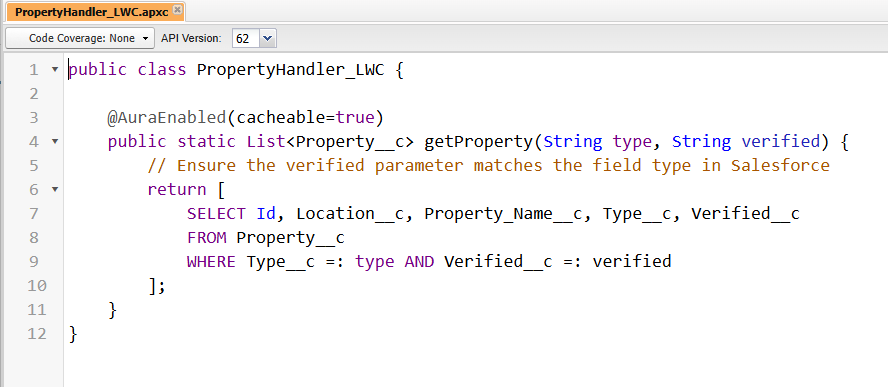 PropertyHandler_LWC.apxc
Code Coverage: None API Version: 62
1 public class PropertyHandler_LWC {
2
3 @AuraEnabled(cacheable=true)
4 public static List<Property__c> getProperty(String type, String verified) {
5 // Ensure the verified parameter matches the field type in Salesforce
6 return [
7 SELECT Id, Location__c, Property_Name__c, Type__c, Verified__c
8 FROM Property__c
9 WHERE Type__c =: type AND Verified__c =: verified
10 ];
11 }
12 }